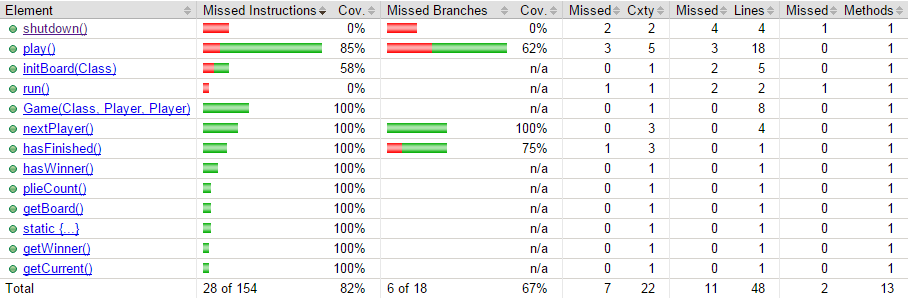 Element Missed Instructions Cov. Missed Branches Cov. Missed Cxty Missed Lines Missed Methods
shutdown() 0% 0% 2 2 4 4 1 1
play() 85% 62% 3 5 3 18 0 1
initBoard(Class) 58% n/a 0 1 2 5 0 1
run() 0% n/a 1 1 2 2 1 1
Game(Class, Player, Player) 100% n/a 0 1 0 8 0 1
nextPlayer() 100% 100% 0 3 0 4 0 1
hasFinished() 100% 75% 1 3 0 1 0 1
hasWinner() 100% n/a 0 1 0 1 0 1
plieCount() 100% n/a 0 1 0 1 0 1
getBoard() 100% n/a 0 1 0 1 0 1
static {...} 100% n/a 0 1 0 1 0 1
getWinner() 100% n/a 0 1 0 1 0 1
getCurrent() 100% n/a 0 1 0 1 0 1
Total 28 of 154 82% 6 of 18 67% 7 22 11 48 2 13